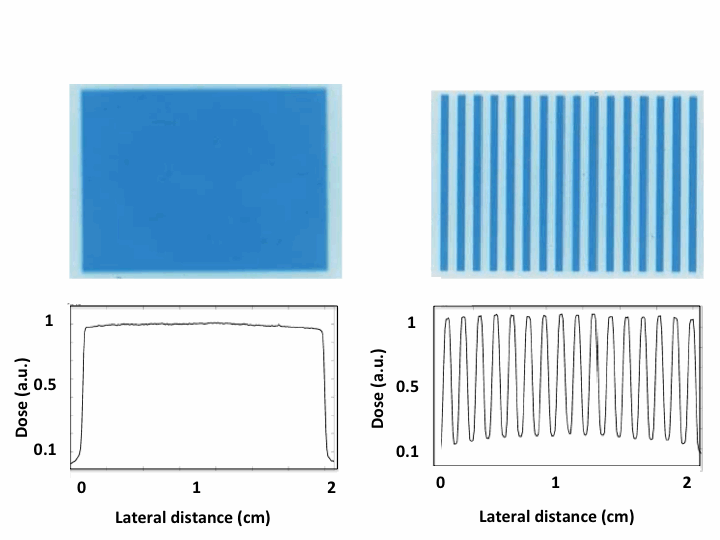 1
0.5
0.1
Dose (a.u.)
0 1 2
Lateral distance (cm)
1
0.5
0.1
Dose (a.u.)
0 1 2
Lateral distance (cm)